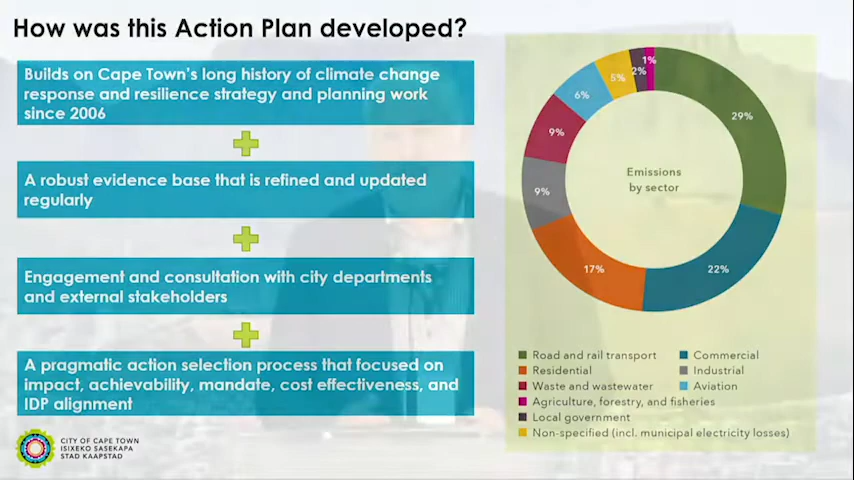 How was this Action Plan developed?
Builds on Cape Town's long history of climate change
response and resilience strategy and planning work
since 2006
A robust evidence base that is refined and updated
regularly
Engagement and consultation with city departments
and external stakeholders
A pragmatic action selection process that focused on
impact, achievability, mandate, cost effectiveness, and
IDP alignment
CITY OF CAPE TOWN
ISIXEKO SASEKAPA
STAD KAAPSTAD
Emissions
by sector
29%
22%
17%
9%
9%
6%
5%
2%
1%
Road and rail transport
Commercial
Residential
Industrial
Waste and wastewater
Aviation
Agriculture, forestry, and fisheries
Local government
Non-specified (incl. municipal electricity losses)